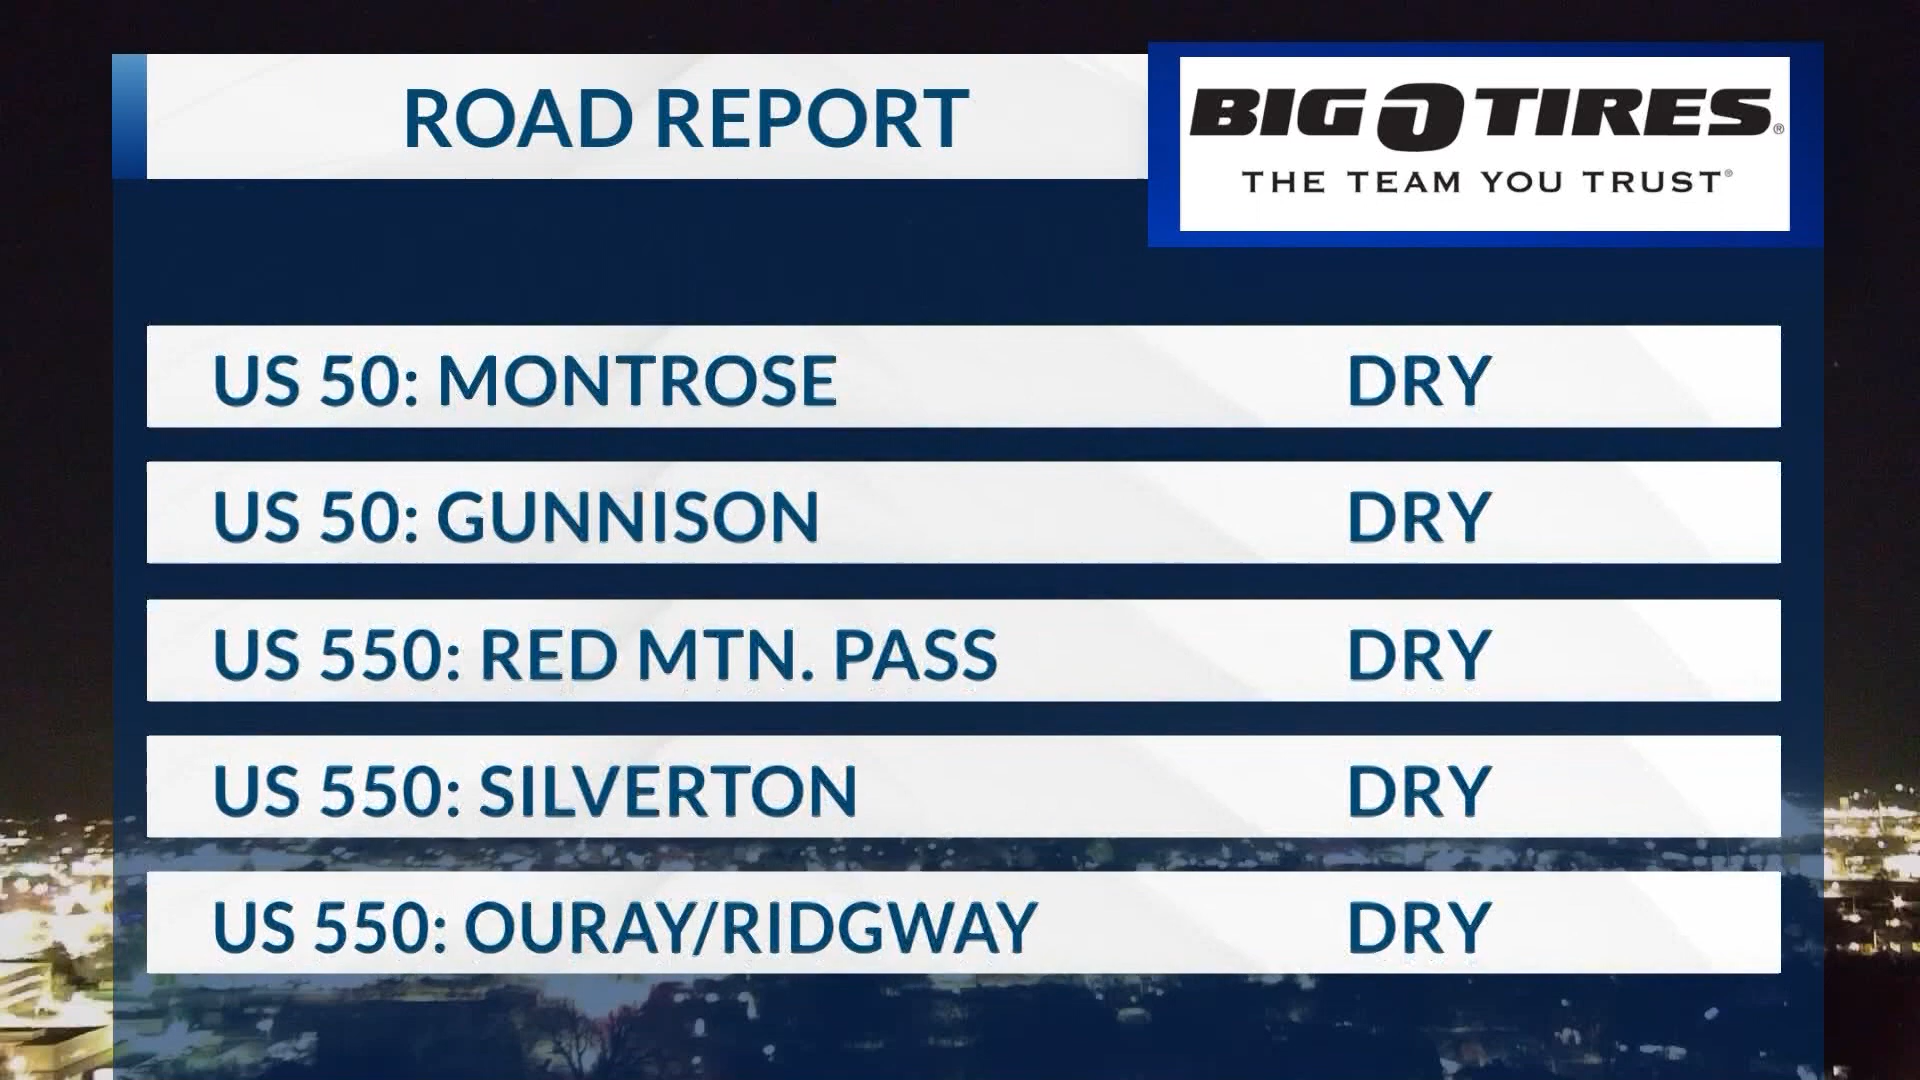 ROAD REPORT
BIG O TIRES®
THE TEAM YOU TRUST®
US 50: MONTROSE DRY
US 50: GUNNISON DRY
US 550: RED MTN. PASS DRY
US 550: SILVERTON DRY
US 550: OURAY/RIDGWAY DRY